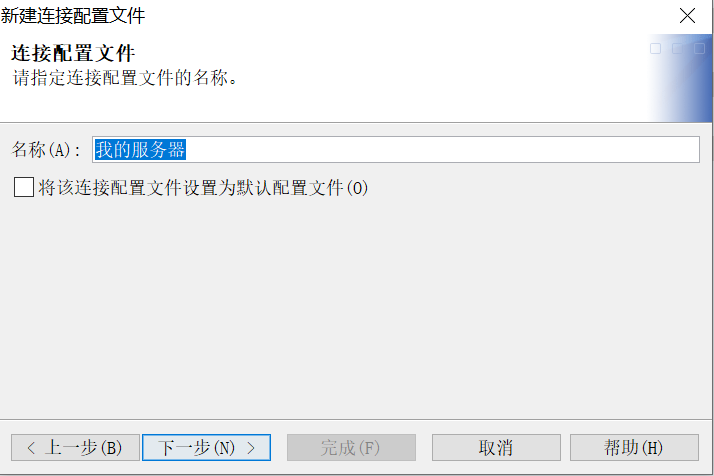 新建连接配置文件
连接配置文件
请指定连接配置文件的名称。
名称(A): 我的服务器
将该连接配置文件设置为默认配置文件(O)
< 上一步(B) 下一步(N) > 完成(F) 取消 帮助(H)